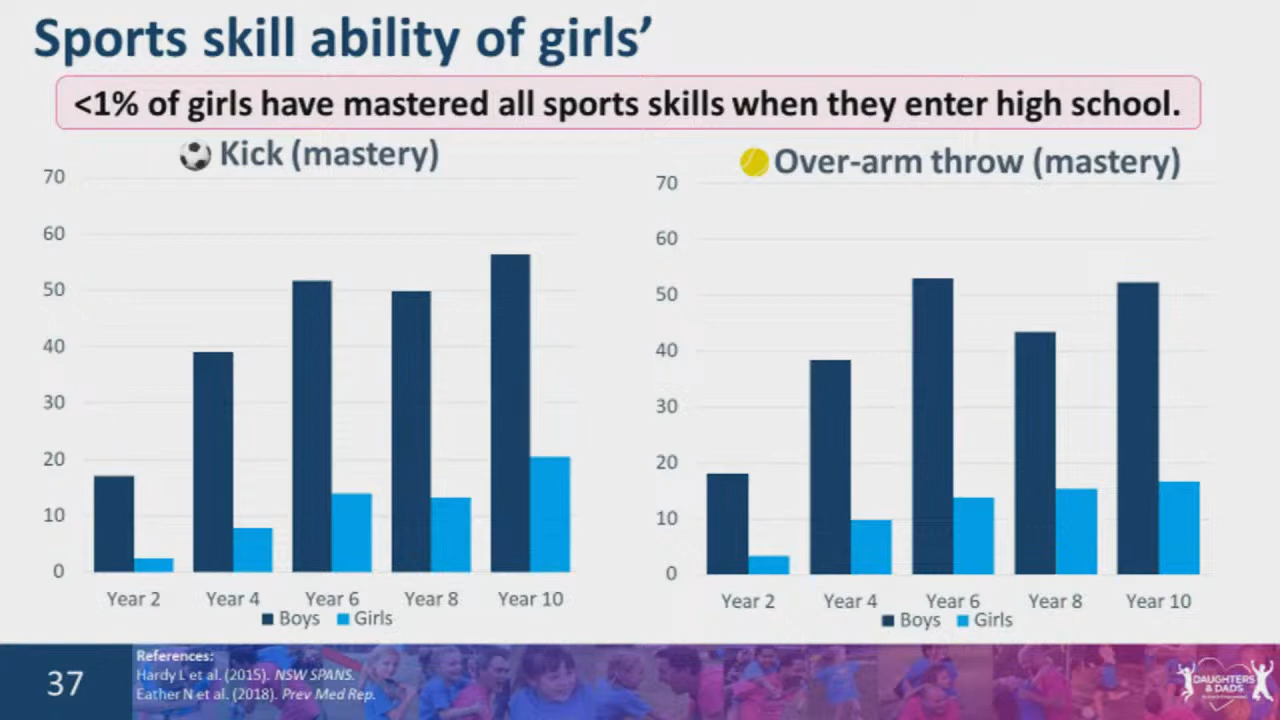 Sports skill ability of girls’
<1% of girls have mastered all sports skills when they enter high school.
Kick (mastery)
70
60
50
40
30
20
10
0
Year 2 Year 4 Year 6 Year 8 Year 10
Boys Girls
Over-arm throw (mastery)
70
60
50
40
30
20
10
0
Year 2 Year 4 Year 6 Year 8 Year 10
Boys Girls
37
References:
Hardy L et al. (2015). NSW SPANS.
Eather N et al. (2018). Prev Med Rep.
DAUGHTERS
& DADS